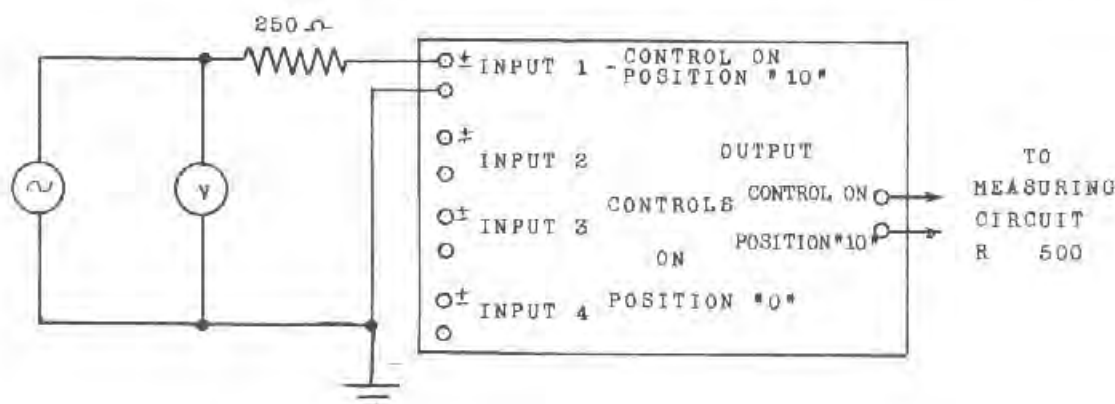 250 Ω
± INPUT 1 - CONTROL ON
POSITION "10"
V
±
INPUT 2
OUTPUT
TO
MEASURING
CIRCUIT
R 500
±
INPUT 3
CONTROLS
CONTROL ON
POSITION "10"
ON
±
INPUT 4
POSITION "0"